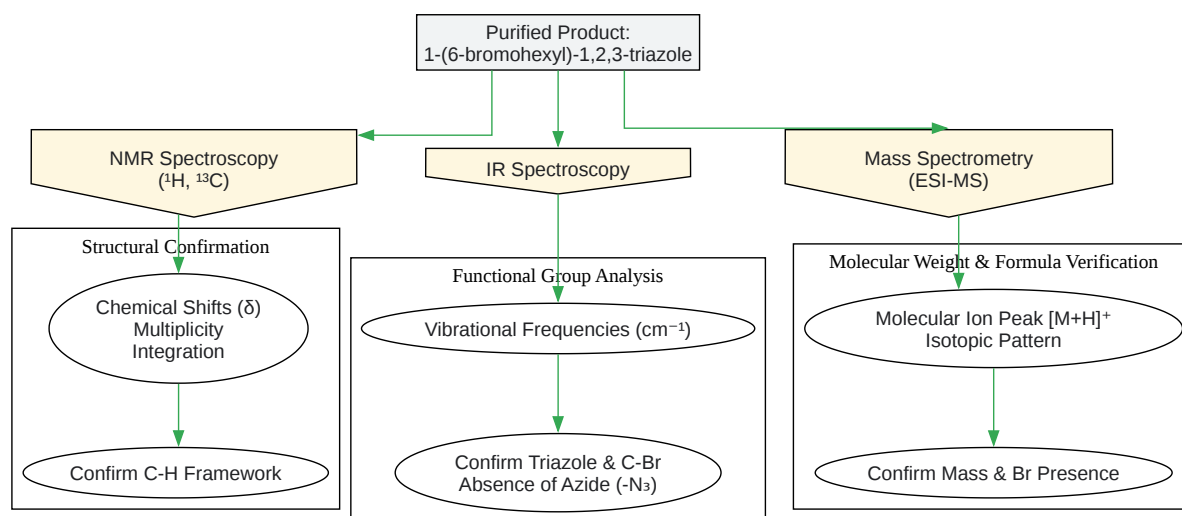 Purified Product:
1-(6-bromohexyl)-1,2,3-triazole
NMR Spectroscopy
(¹H, ¹³C)
IR Spectroscopy
Mass Spectrometry
(ESI-MS)
Structural Confirmation
Chemical Shifts (δ)
Multiplicity
Integration
Confirm C-H Framework
Functional Group Analysis
Vibrational Frequencies (cm⁻¹)
Confirm Triazole & C-Br
Absence of Azide (-N₃)
Molecular Weight & Formula Verification
Molecular Ion Peak [M+H]⁺
Isotopic Pattern
Confirm Mass & Br Presence